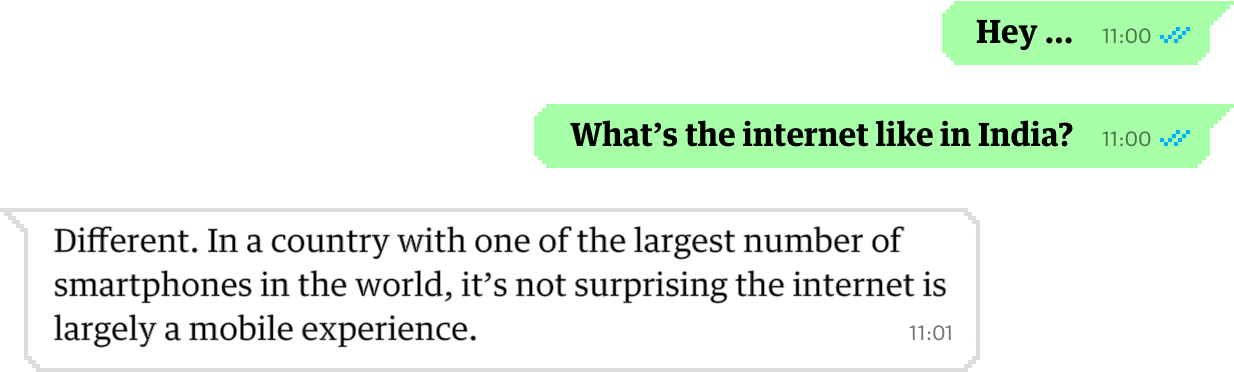 Hey ... 11:00
What’s the internet like in India? 11:00
Different. In a country with one of the largest number of
smartphones in the world, it’s not surprising the internet is
largely a mobile experience. 11:01